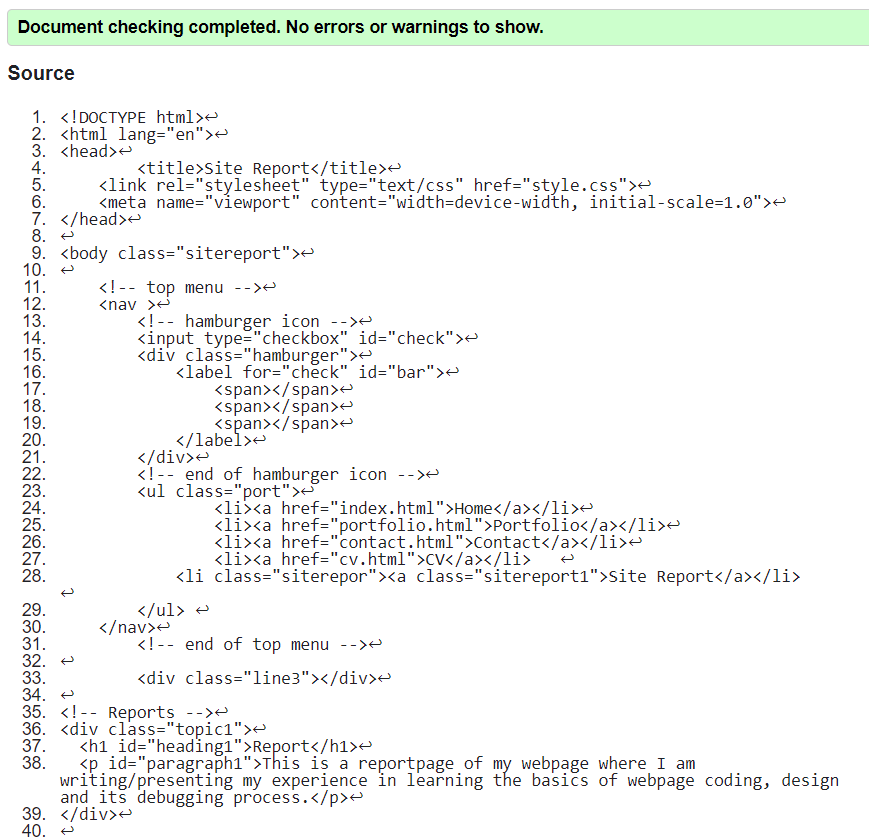 Document checking completed. No errors or warnings to show.
Source
1. <!DOCTYPE html>↩
2. <html lang="en">↩
3. <head>↩
4.         <title>Site Report</title>↩
5.     <link rel="stylesheet" type="text/css" href="style.css">↩
6.     <meta name="viewport" content="width=device-width, initial-scale=1.0">↩
7. </head>↩
8. ↩
9. <body class="sitereport">↩
10. ↩
11.     <!-- top menu -->↩
12.     <nav >↩
13.         <!-- hamburger icon -->↩
14.         <input type="checkbox" id="check">↩
15.         <div class="hamburger">↩
16.             <label for="check" id="bar">↩
17.                 <span></span>↩
18.                 <span></span>↩
19.                 <span></span>↩
20.             </label>↩
21.         </div>↩
22.         <!-- end of hamburger icon -->↩
23.         <ul class="port">↩
24.                 <li><a href="index.html">Home</a></li>↩
25.                 <li><a href="portfolio.html">Portfolio</a></li>↩
26.                 <li><a href="contact.html">Contact</a></li>↩
27.                 <li><a href="cv.html">CV</a></li>   ↩
28.             <li class="siterepor"><a class="sitereport1">Site Report</a></li>
↩
29.         </ul> ↩
30.     </nav>↩
31.         <!-- end of top menu -->↩
32. ↩
33.         <div class="line3"></div>↩
34. ↩
35. <!-- Reports -->↩
36. <div class="topic1">↩
37.   <h1 id="heading1">Report</h1>↩
38.   <p id="paragraph1">This is a reportpage of my webpage where I am
writing/presenting my experience in learning the basics of webpage coding, design
and its debugging process.</p>↩
39. </div>↩
40. ↩